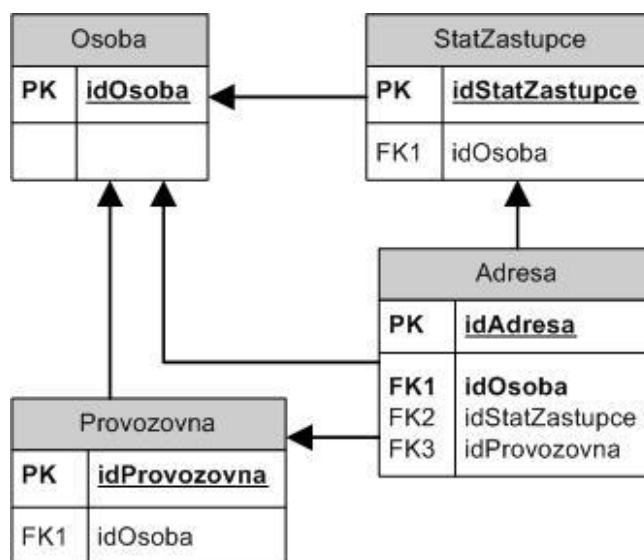 Osoba
PK idOsoba
StatZastupce
PK idStatZastupce
FK1 idOsoba
Adresa
PK idAdresa
FK1 idOsoba
FK2 idStatZastupce
FK3 idProvozovna
Provozovna
PK idProvozovna
FK1 idOsoba